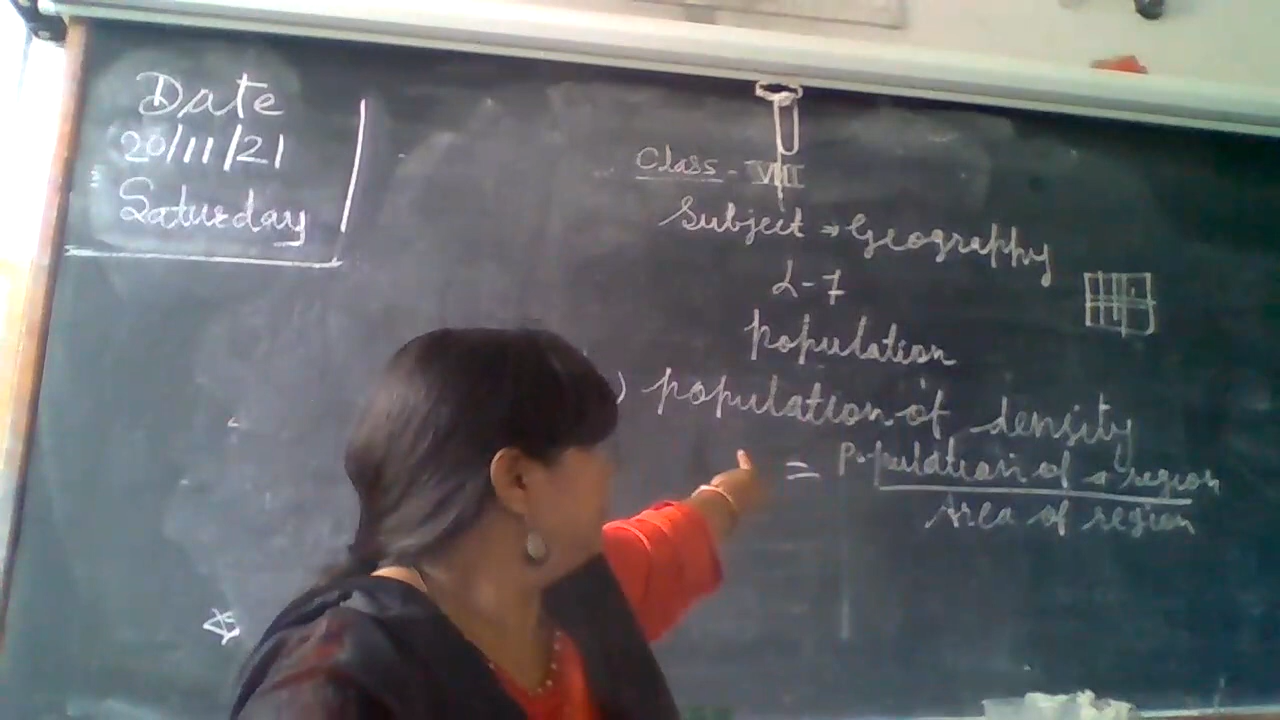 Date
20/11/21
Saturday
Class - VIII
Subject → Geography
L-7
Population
) population of density
= Population of a region
Area of region